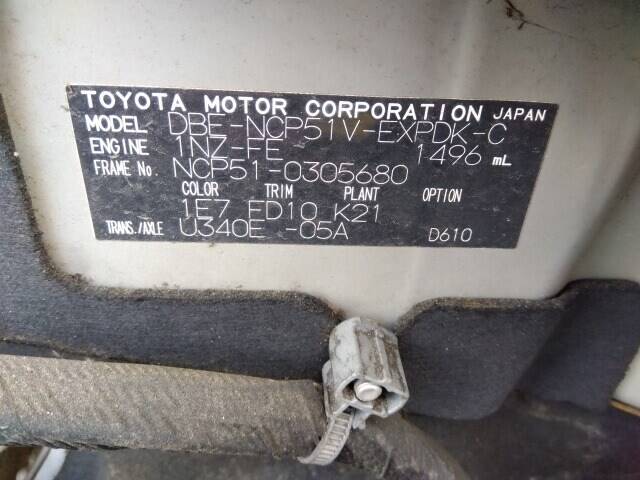 TOYOTA MOTOR CORPORATION JAPAN
MODEL DBE-NCP51V-EXPDK-C
ENGINE 1NZ-FE 1496 mL
FRAME No. NCP51-0305680
COLOR TRIM PLANT OPTION
1E7 FD10 K21
TRANS./AXLE U340E -05A D610